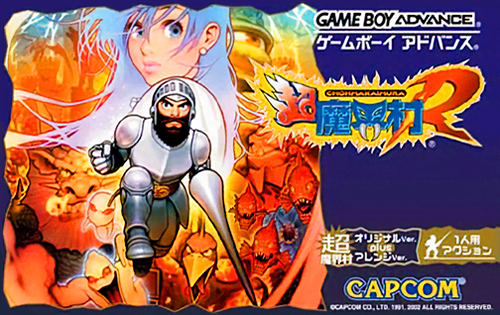 GAME BOY ADVANCE
ゲームボーイ アドバンス®
CHOHMAKAIMURA
超魔界村R
超
魔界村
オリジナルVer.
plus
アレンジVer.
1人用
アクション
CAPCOM®
©CAPCOM CO., LTD. 1991, 2002 ALL RIGHTS RESERVED.